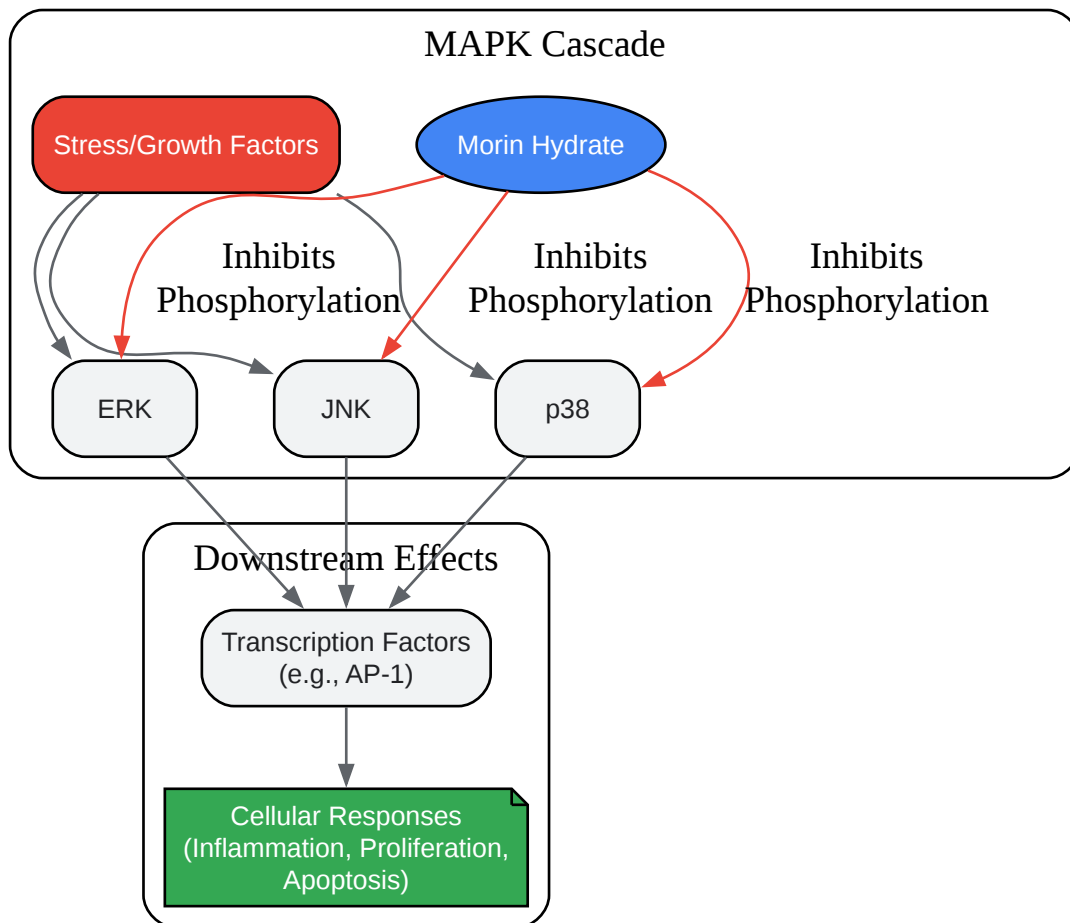 MAPK Cascade
Stress/Growth Factors
Morin Hydrate
Inhibits
Phosphorylation
Inhibits
Phosphorylation
Inhibits
Phosphorylation
ERK
JNK
p38
Downstream Effects
Transcription Factors
(e.g., AP-1)
Cellular Responses
(Inflammation, Proliferation,
Apoptosis)